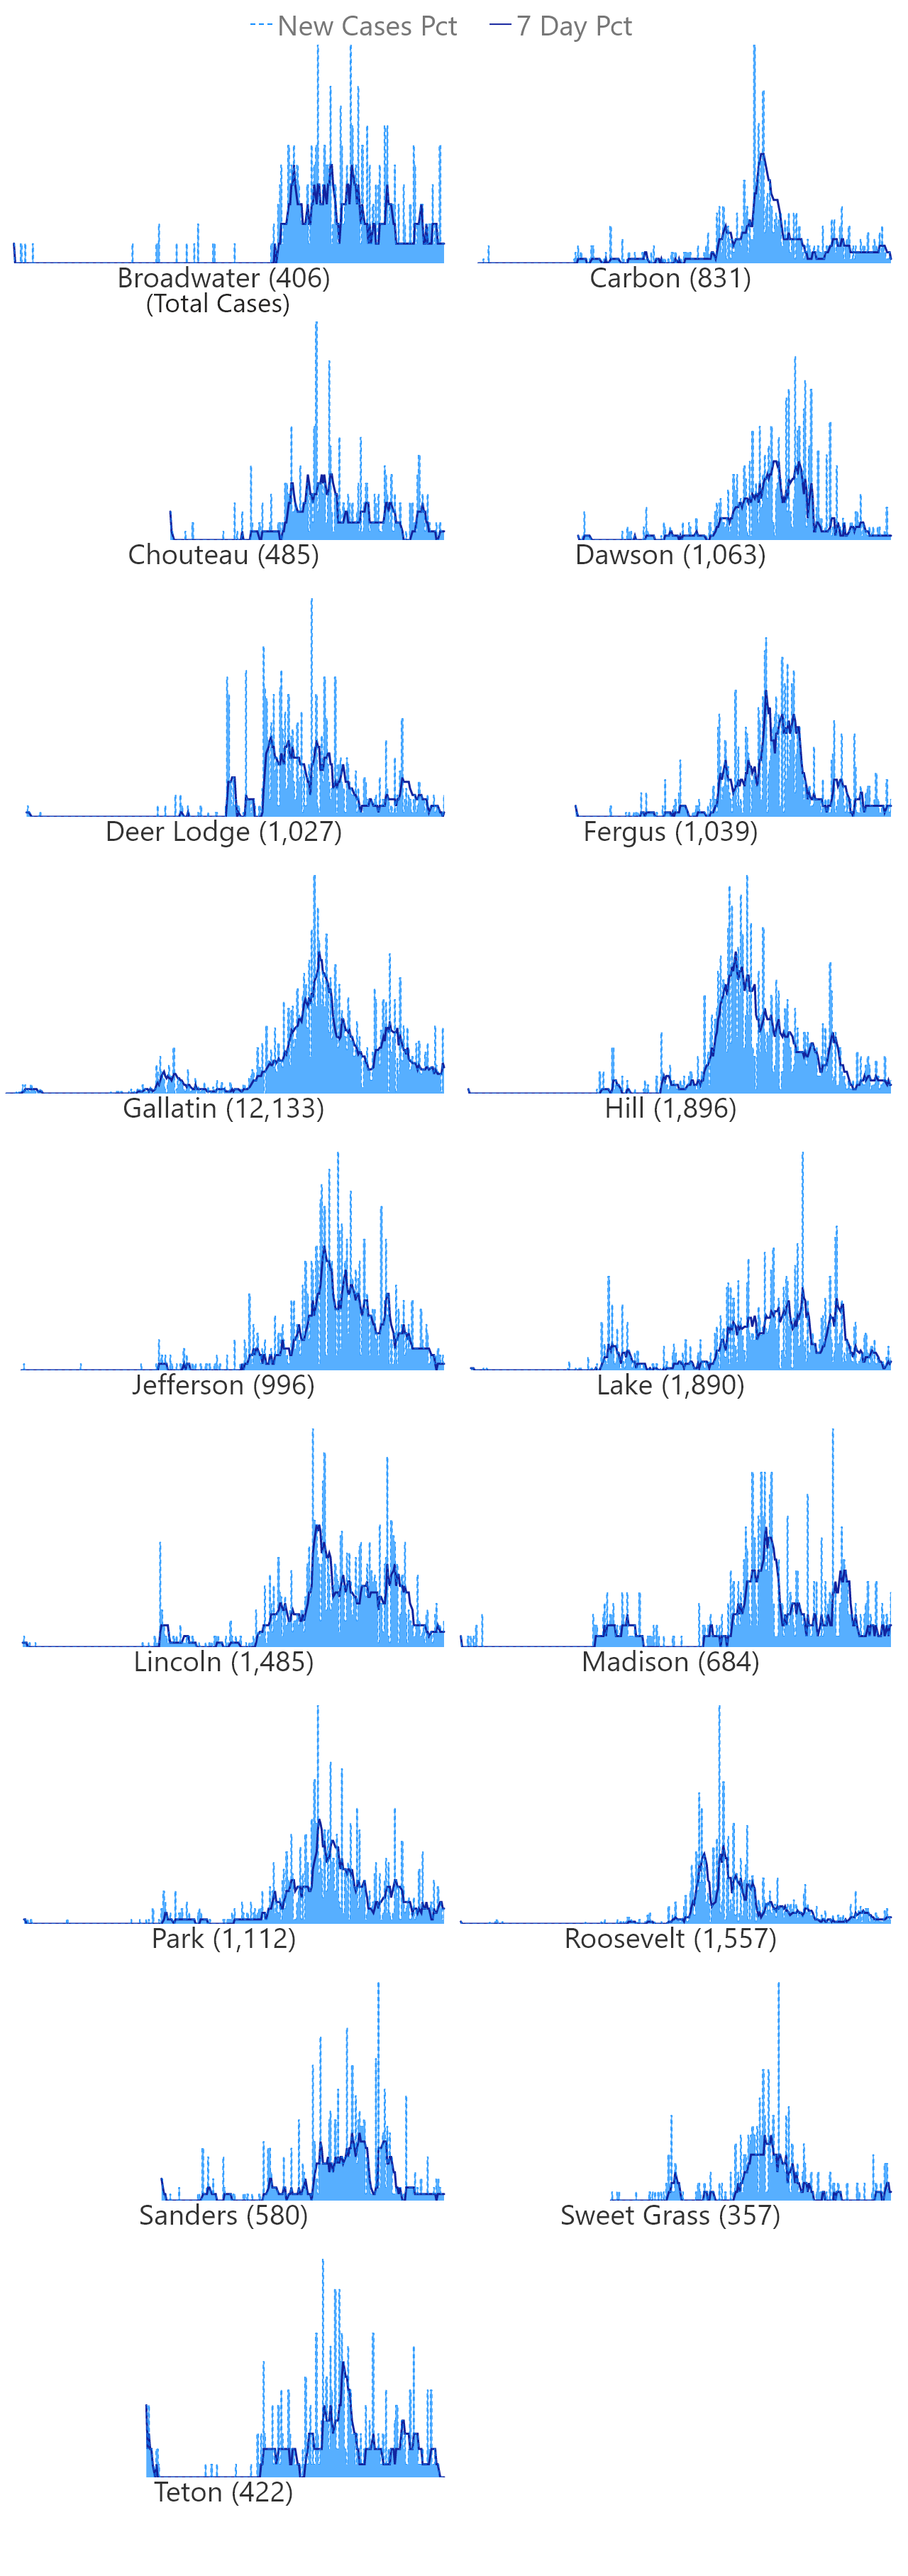 New Cases Pct 7 Day Pct
Broadwater (406) Carbon (831)
(Total Cases)
Chouteau (485) Dawson (1,063)
Deer Lodge (1,027) Fergus (1,039)
Gallatin (12,133) Hill (1,896)
Jefferson (996) Lake (1,890)
Lincoln (1,485) Madison (684)
Park (1,112) Roosevelt (1,557)
Sanders (580) Sweet Grass (357)
Teton (422)